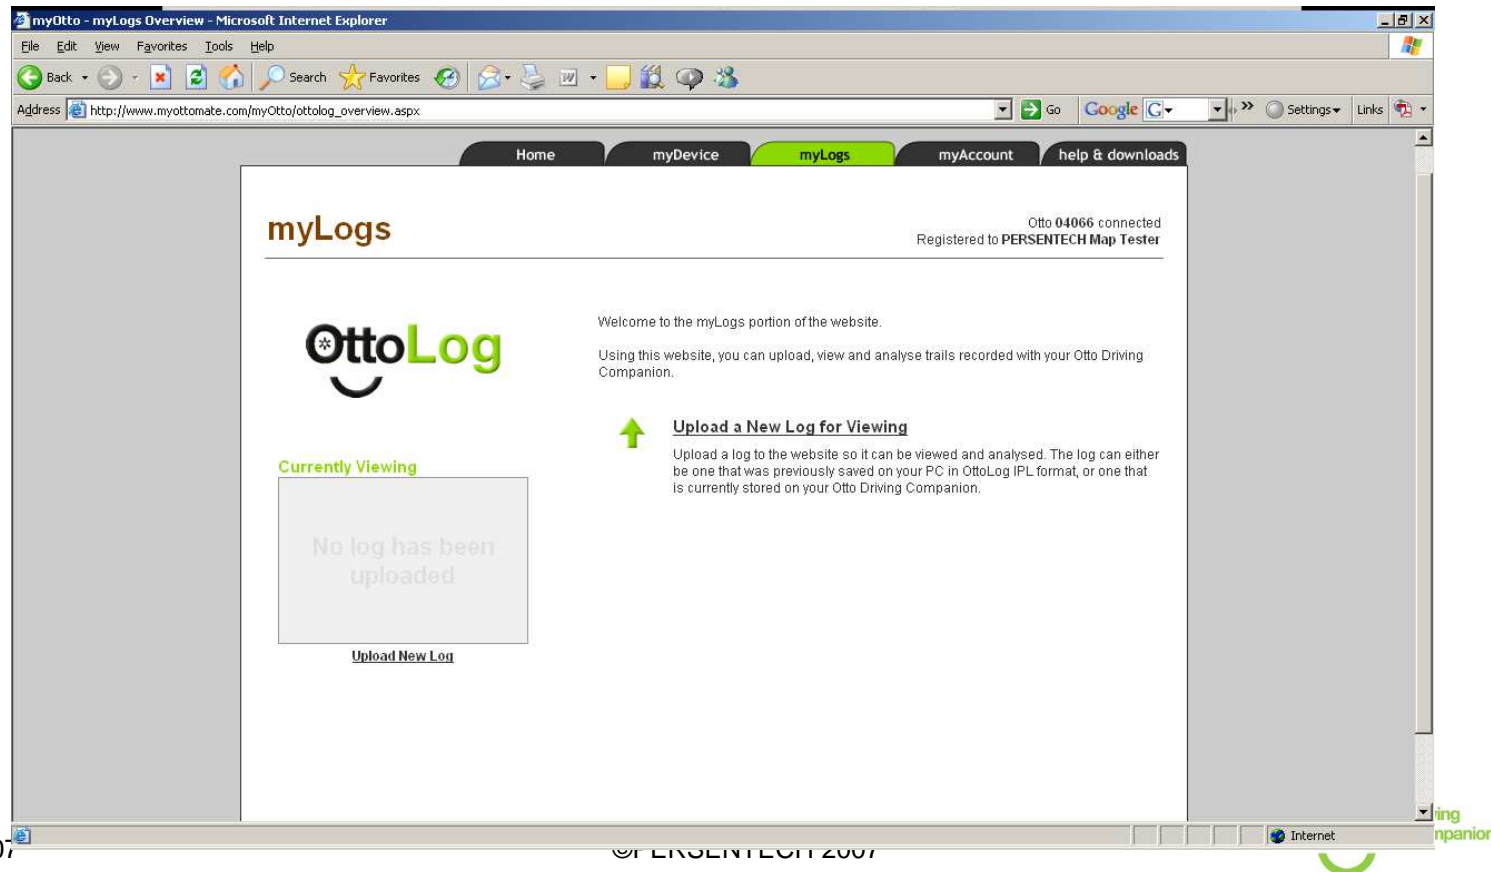 myOtto - myLogs Overview - Microsoft Internet Explorer
File Edit View Favorites Tools Help
Back Search Favorites
Address http://www.myottomate.com/myOtto/ottolog_overview.aspx Go Google G Settings Links
Home myDevice myLogs myAccount help & downloads
myLogs
Otto 04066 connected
Registered to PERSENTECH Map Tester
OttoLog
Welcome to the myLogs portion of the website.
Using this website, you can upload, view and analyse trails recorded with your Otto Driving
Companion.
Upload a New Log for Viewing
Upload a log to the website so it can be viewed and analysed. The log can either
be one that was previously saved on your PC in OttoLog IPL format, or one that
is currently stored on your Otto Driving Companion.
Currently Viewing
No log has been
uploaded
Upload New Log
Internet
©PERSENTECH 2007